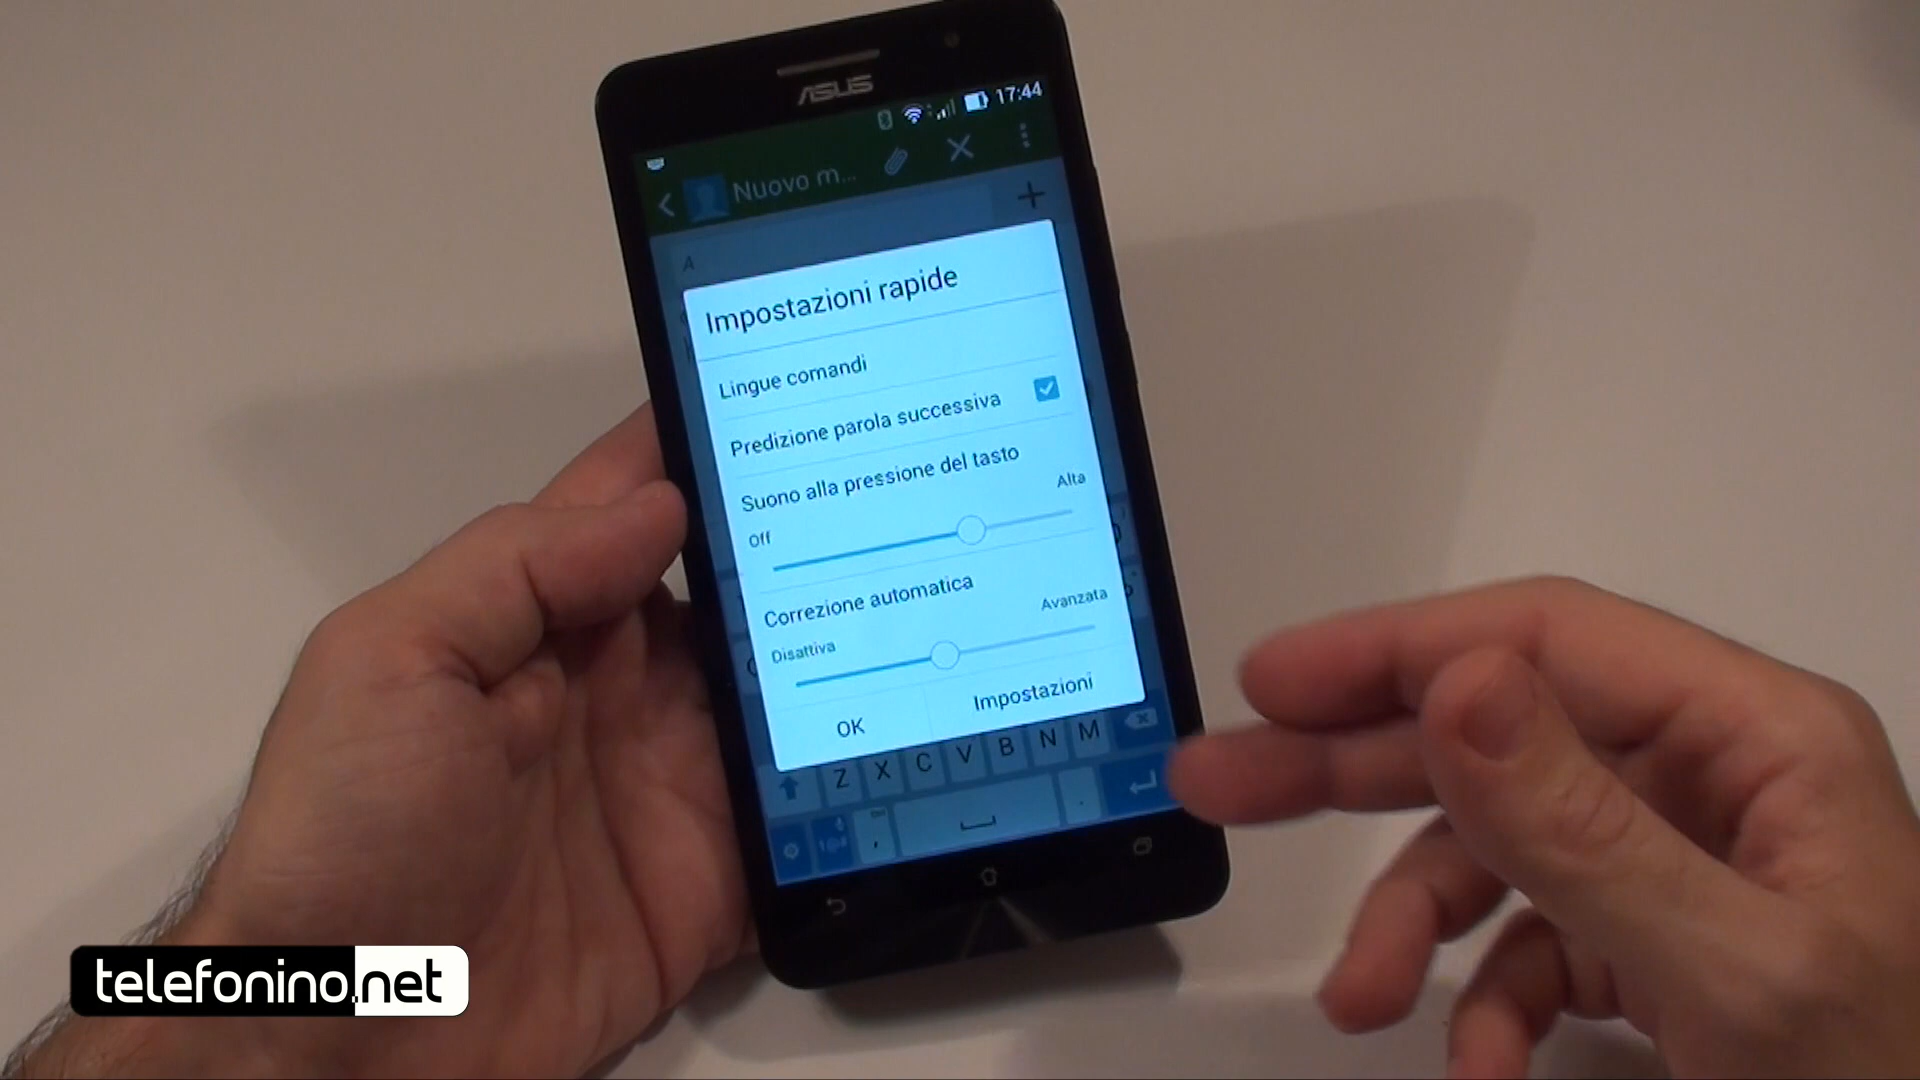 ASUS
17:44
Nuovo m...
A
Impostazioni rapide
Lingue comandi
Predizione parola successiva
Suono alla pressione del tasto
Alta
Off
Correzione automatica
Avanzata
Disattiva
OK
Impostazioni
Z X C V B N M
, .
telefonino.net